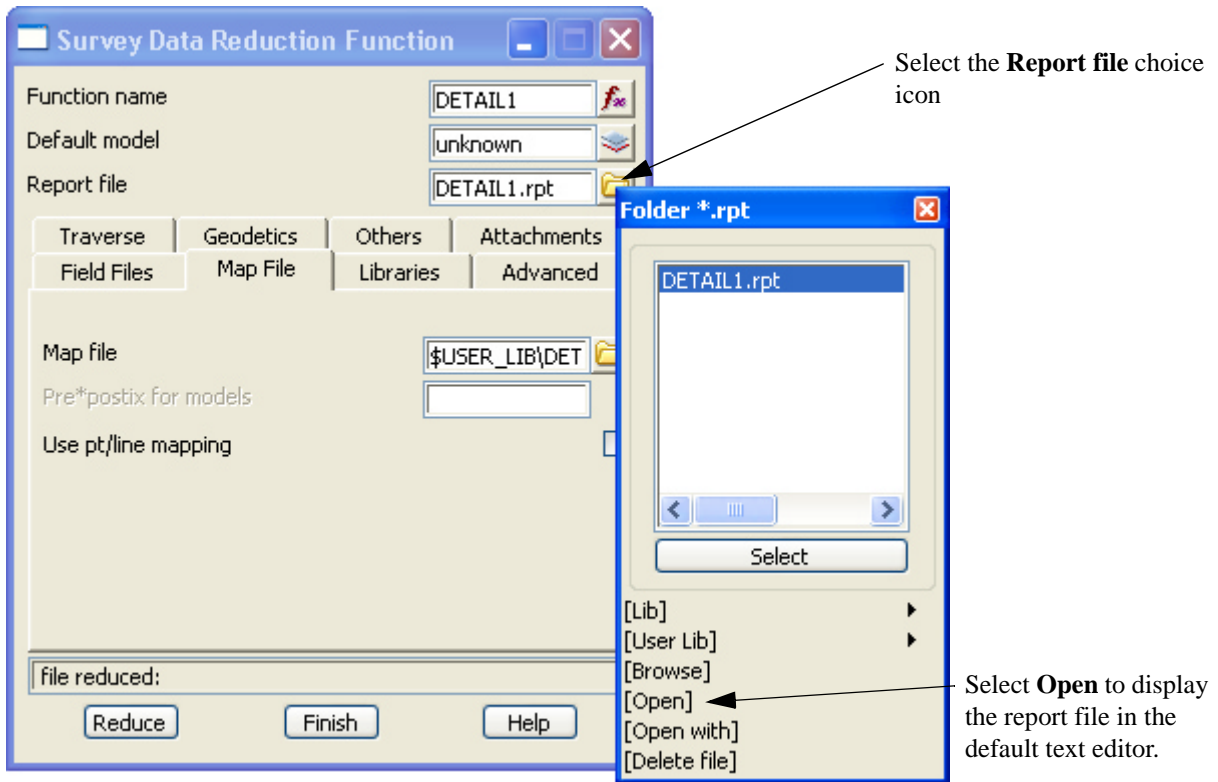 Survey Data Reduction Function
Function name
DETAIL1
Default model
unknown
Report file
DETAIL1.rpt
Traverse
Geodetics
Others
Attachments
Field Files
Map File
Libraries
Advanced
Map file
$USER_LIB\DET
Pre*postix for models
Use pt/line mapping
file reduced:
Reduce
Finish
Help
Select the Report file choice
icon
Folder *.rpt
DETAIL1.rpt
Select
[Lib]
[User Lib]
[Browse]
[Open]
[Open with]
[Delete file]
Select Open to display
the report file in the
default text editor.